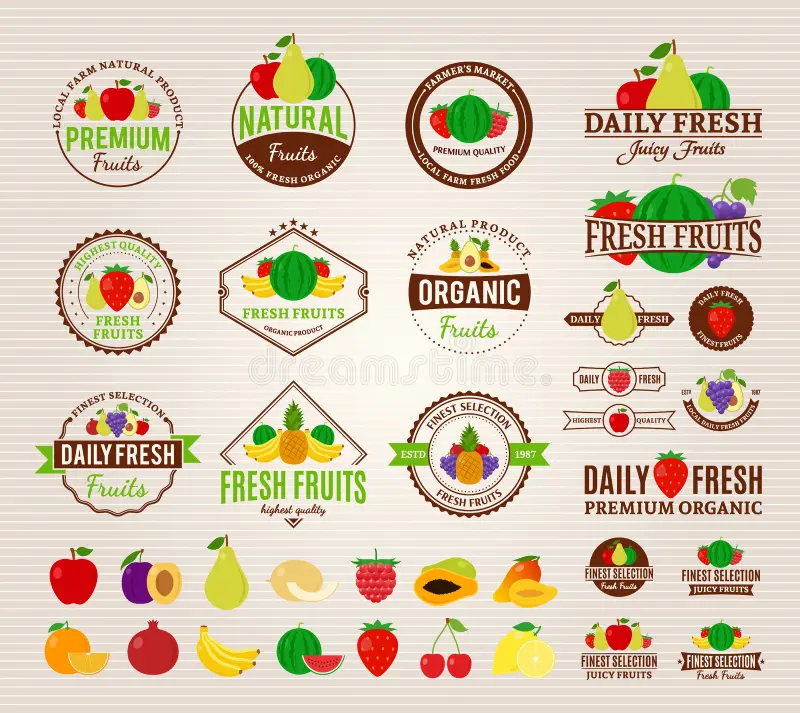 LOCAL FARM NATURAL PRODUCT
PREMIUM
Fruits
NATURAL
Fruits
100% FRESH ORGANIC
FARMER'S MARKET
PREMIUM QUALITY
LOCAL FARM FRESH FOOD
DAILY FRESH
Juicy Fruits
FRESH FRUITS
HIGHEST QUALITY
FRESH
FRUITS
FRESH FRUITS
ORGANIC PRODUCT
NATURAL PRODUCT
ORGANIC
Fruits
DAILY FRESH
DAILY FRESH
FINEST FRUITS
DAILY FRESH
HIGHEST QUALITY
ESTD 1987
LOCAL DAILY FRESH FRUITS
dreamstime
FINEST SELECTION
DAILY FRESH
Fruits
FRESH FRUITS
highest quality
FINEST SELECTION
ESTD 1987
FRESH FRUITS
DAILY FRESH
PREMIUM ORGANIC
FINEST SELECTION
Fresh Fruits
FINEST SELECTION
JUICY FRUITS
FINEST SELECTION
JUICY FRUITS
FINEST SELECTION
Fresh Fruits